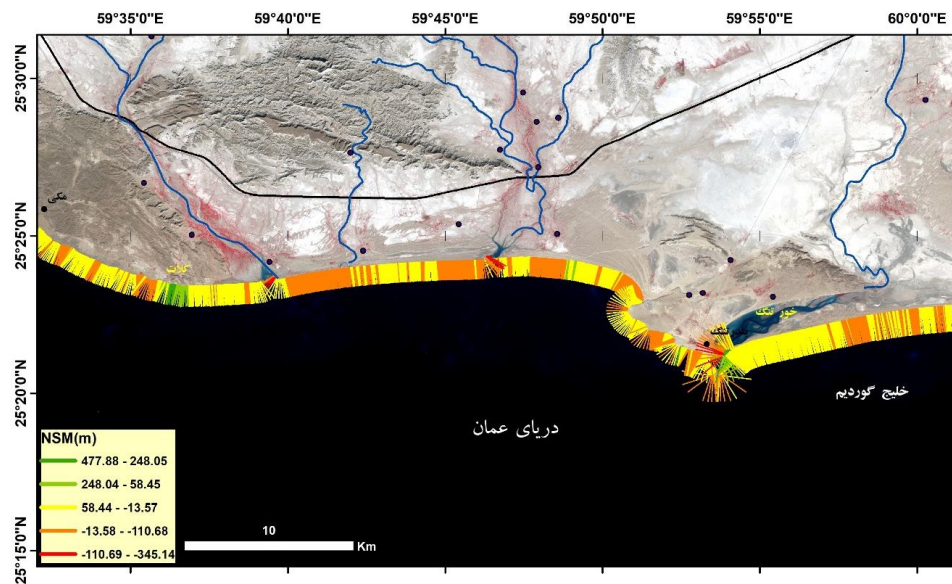 59°35'0"E 59°40'0"E 59°45'0"E 59°50'0"E 59°55'0"E 60°00'0"E
25°30'0"N
25°25'0"N
25°20'0"N
25°15'0"N
مکی
کلات
خور تنگ
خلیج گوردیم
دریای عمان
NSM(m)
477.88 - 248.05
248.04 - 58.45
58.44 - -13.57
-13.58 - -110.68
-110.69 - -345.14
10
Km